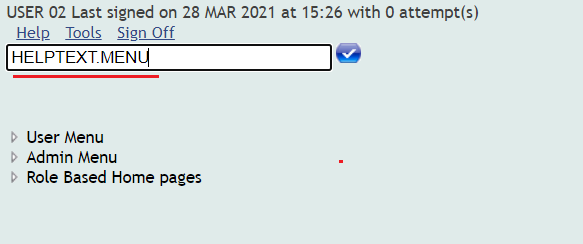 USER 02 Last signed on 28 MAR 2021 at 15:26 with 0 attempt(s)
Help Tools Sign Off
HELPTEXT.MENU
User Menu
Admin Menu
Role Based Home pages